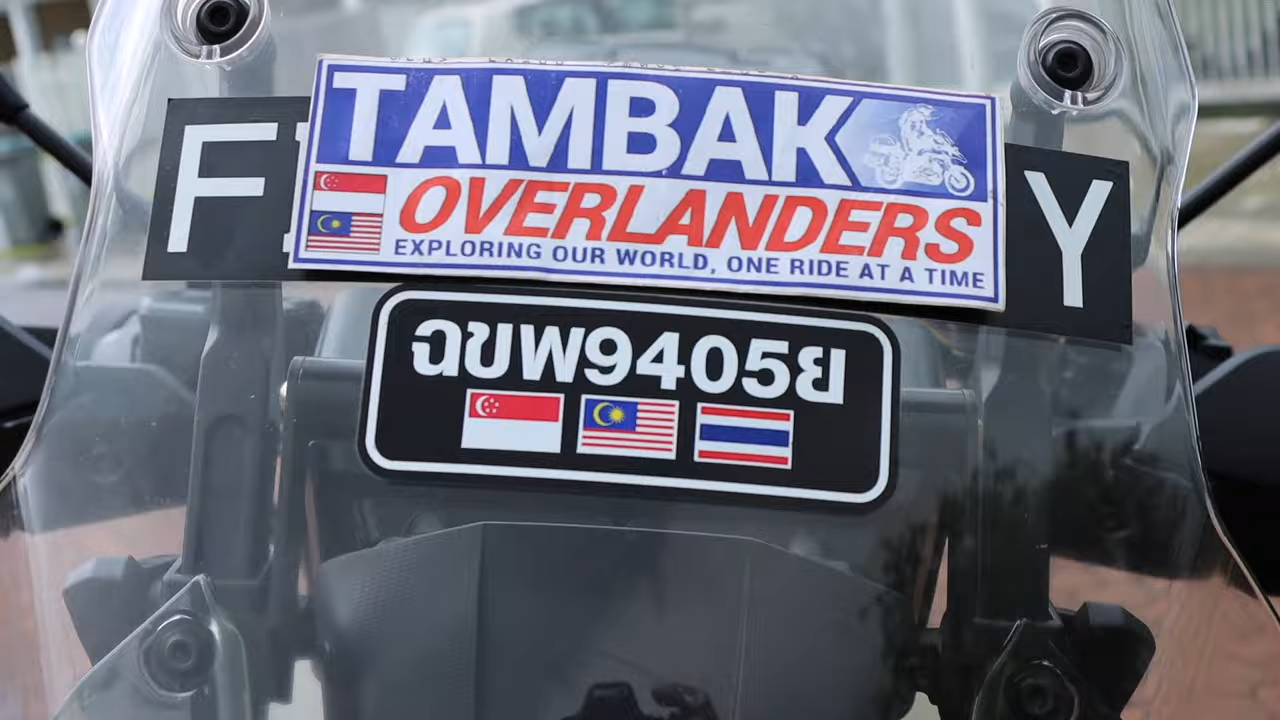 TAMBAK
OVERLANDERS
EXPLORING OUR WORLD, ONE RIDE AT A TIME
F
Y
ฉขพ9405ย